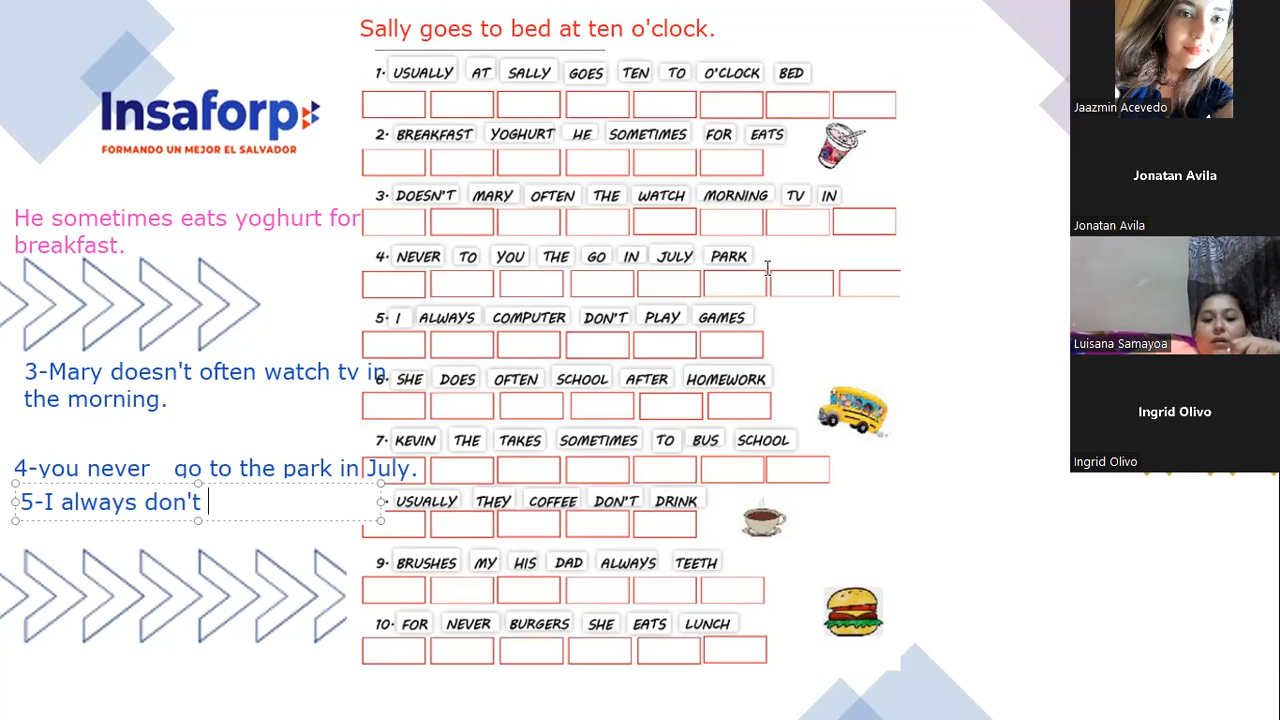 Sally goes to bed at ten o'clock.
1. USUALLY AT SALLY GOES TEN TO O'CLOCK BED
Insaforp
FORMANDO UN MEJOR EL SALVADOR
2. BREAKFAST YOGHURT HE SOMETIMES FOR EATS
He sometimes eats yoghurt for
breakfast.
3. DOESN'T MARY OFTEN THE WATCH MORNING TV IN
4. NEVER TO YOU THE GO IN JULY PARK
5. I ALWAYS COMPUTER DON'T PLAY GAMES
3-Mary doesn't often watch tv in
the morning.
6. SHE DOES OFTEN SCHOOL AFTER HOMEWORK
7. KEVIN THE TAKES SOMETIMES TO BUS SCHOOL
4-you never go to the park in July.
5-I always don't
USUALLY THEY COFFEE DON'T DRINK
9. BRUSHES MY HIS DAD ALWAYS TEETH
10. FOR NEVER BURGERS SHE EATS LUNCH
Jaazmin Acevedo
Jonatan Avila
Jonatan Avila
Luisana Samayoa
Ingrid Olivo
Ingrid Olivo